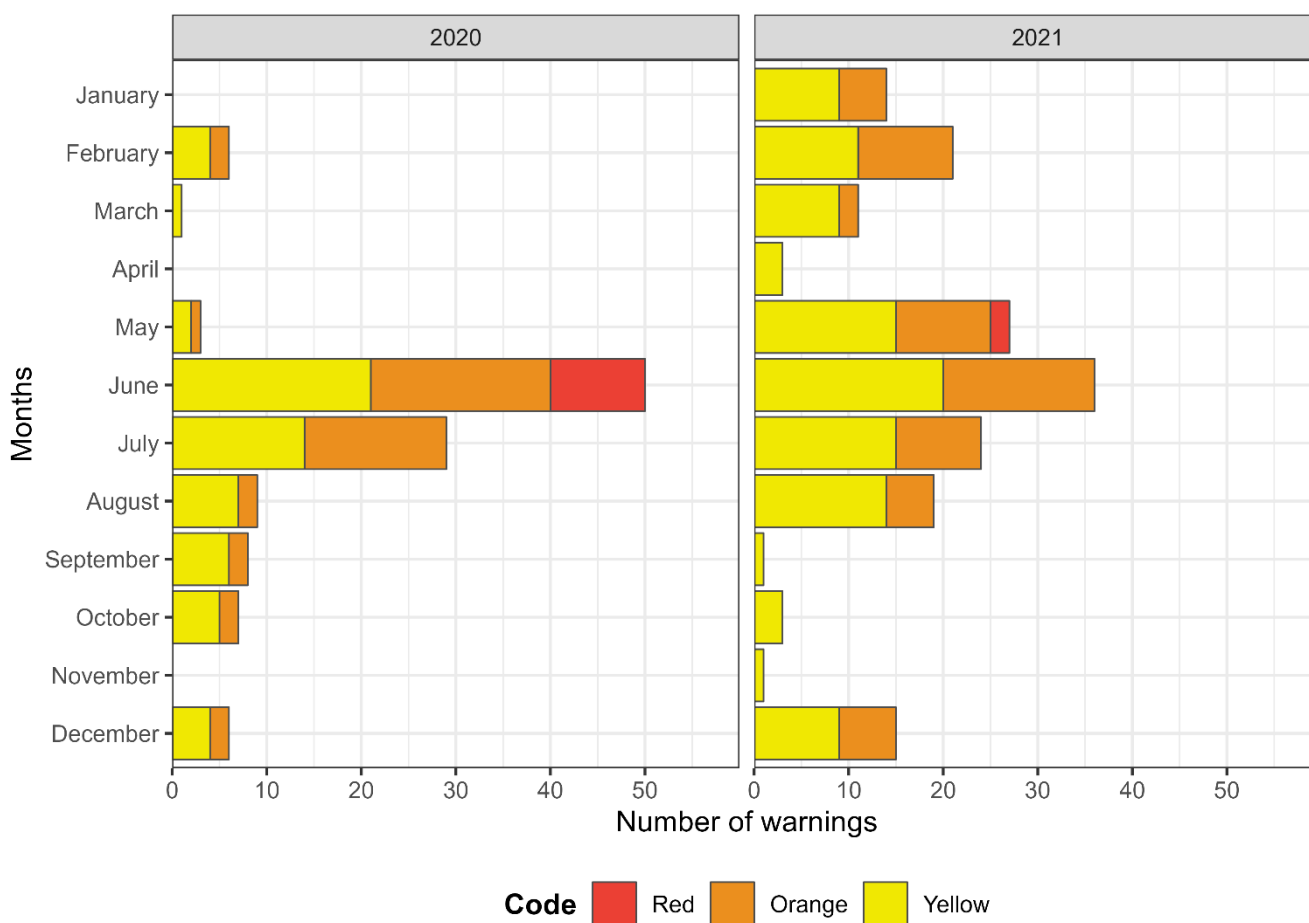 2020 2021
January
February
March
April
May
June
July
August
September
October
November
December
Months
0 10 20 30 40 50 0 10 20 30 40 50
Number of warnings
Code Red Orange Yellow